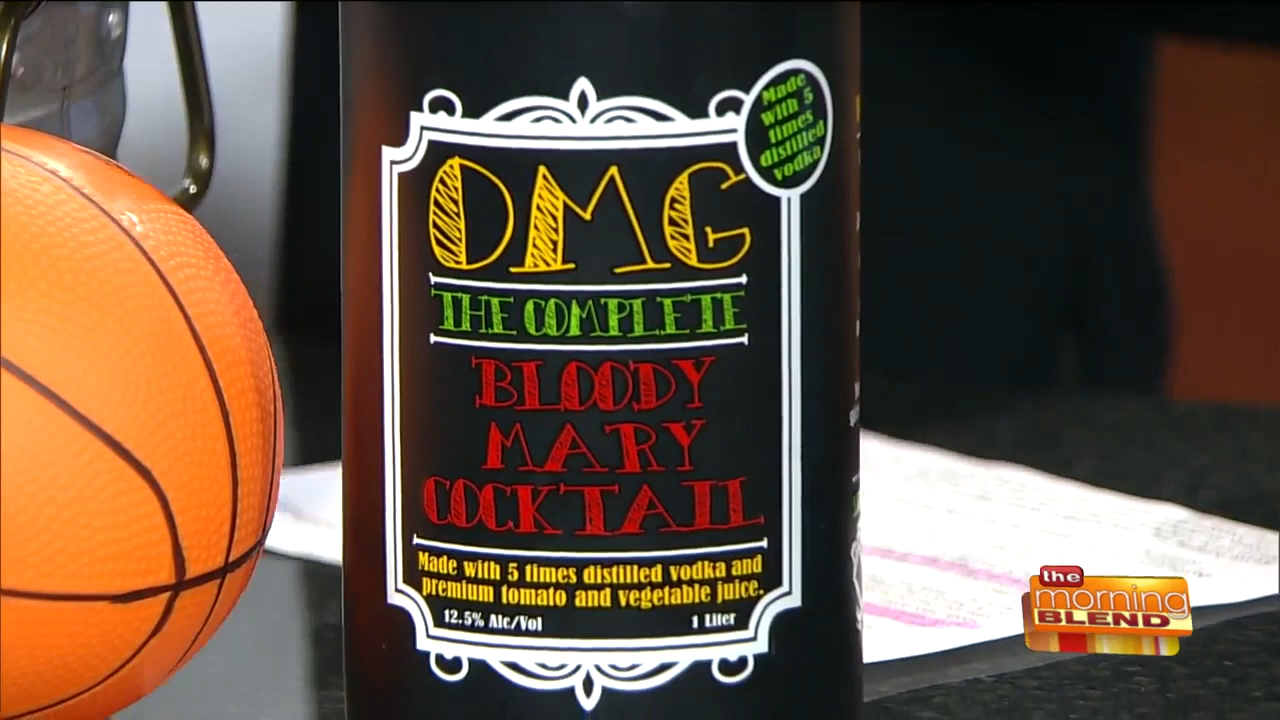 Made
with 5
times
distilled
vodka
OMG
THE COMPLETE
BLOODY
MARY
COCKTAIL
Made with 5 times distilled vodka and
premium tomato and vegetable juice.
12.5% Alc/Vol 1 Liter
the
morning
BLEND